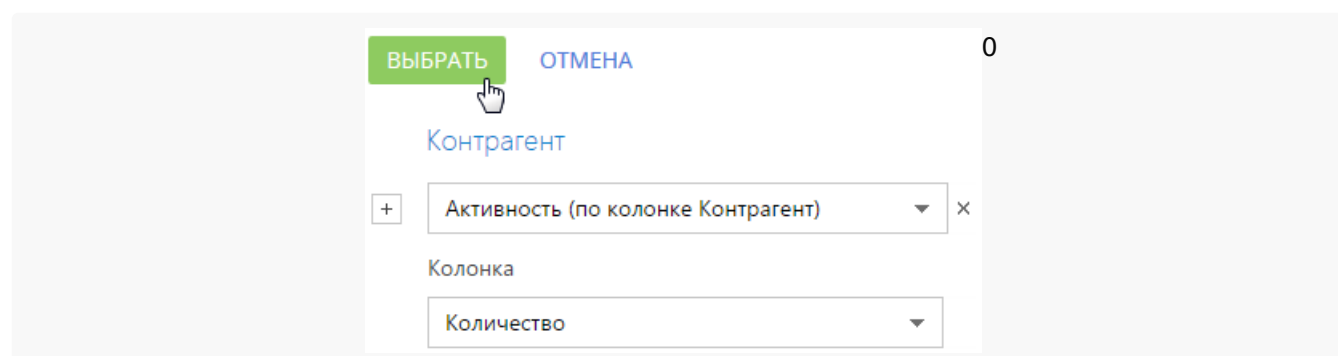 ВЫБРАТЬ ОТМЕНА 0
Контрагент
+ Активность (по колонке Контрагент) ×
Колонка
Количество